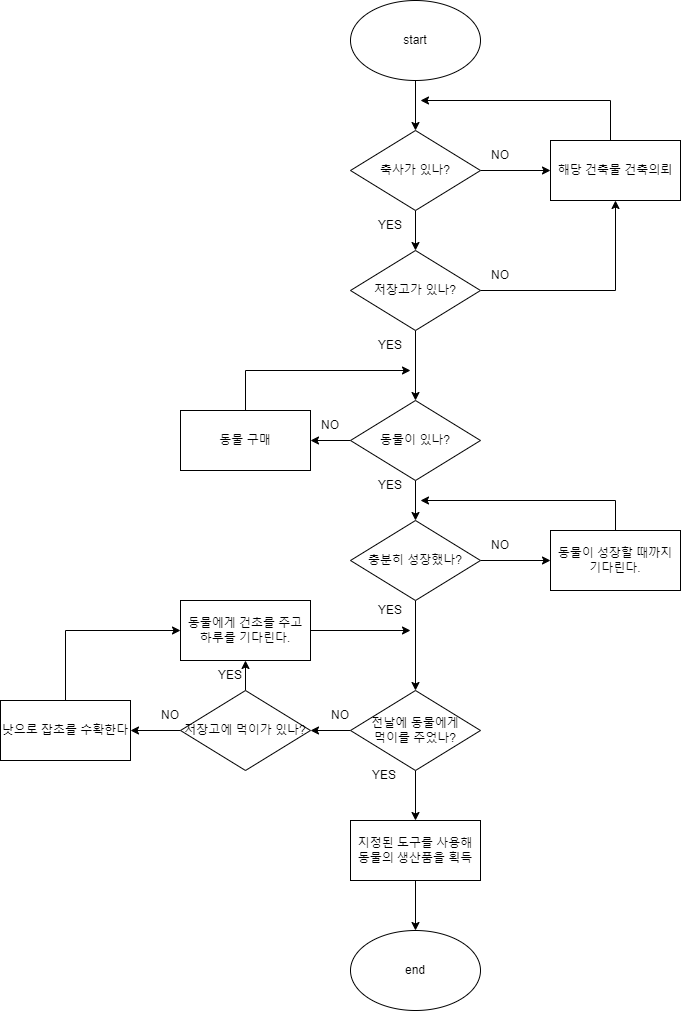 start
축사가 있나?
NO
해당 건축물 건축의뢰
YES
저장고가 있나?
NO
YES
동물 구매
NO
동물이 있나?
YES
충분히 성장했나?
NO
동물이 성장할 때까지
기다린다.
YES
동물에게 건초를 주고
하루를 기다린다.
YES
낫으로 잡초를 수확한다
NO
저장고에 먹이가 있나?
NO
전날에 동물에게
먹이를 주었나?
YES
지정된 도구를 사용해
동물의 생산품을 획득
end